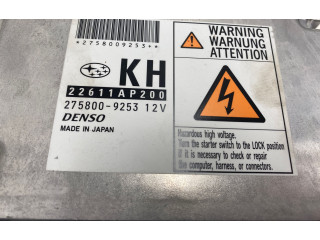 *2758009253*
KH
22611AP200
275800-9253 12V
DENSO
MADE IN JAPAN
WARNING
WARNUNG
ATTENTION
Hazardous high voltage.
Turn the starter switch to the LOCK position
if it is necessary to check or repair
the computer, harness, or connectors.